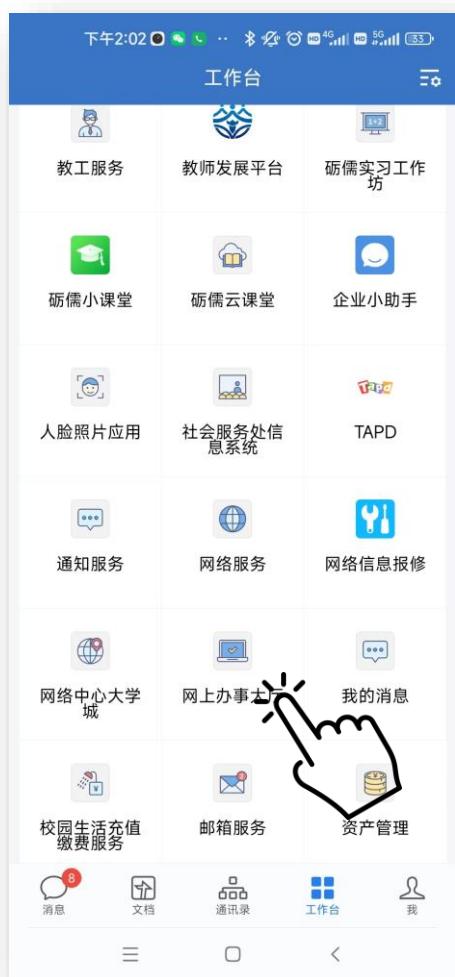 下午2:02
4G
5G
33
工作台
教工服务
教师发展平台
砺儒实习工作
坊
砺儒小课堂
砺儒云课堂
企业小助手
人脸照片应用
社会服务处信
息系统
TAPD
TAPD
通知服务
网络服务
网络信息报修
网络中心大学
城
网上办事大厅
我的消息
校园生活充值
缴费服务
邮箱服务
资产管理
8
消息
文档
通讯录
工作台
我